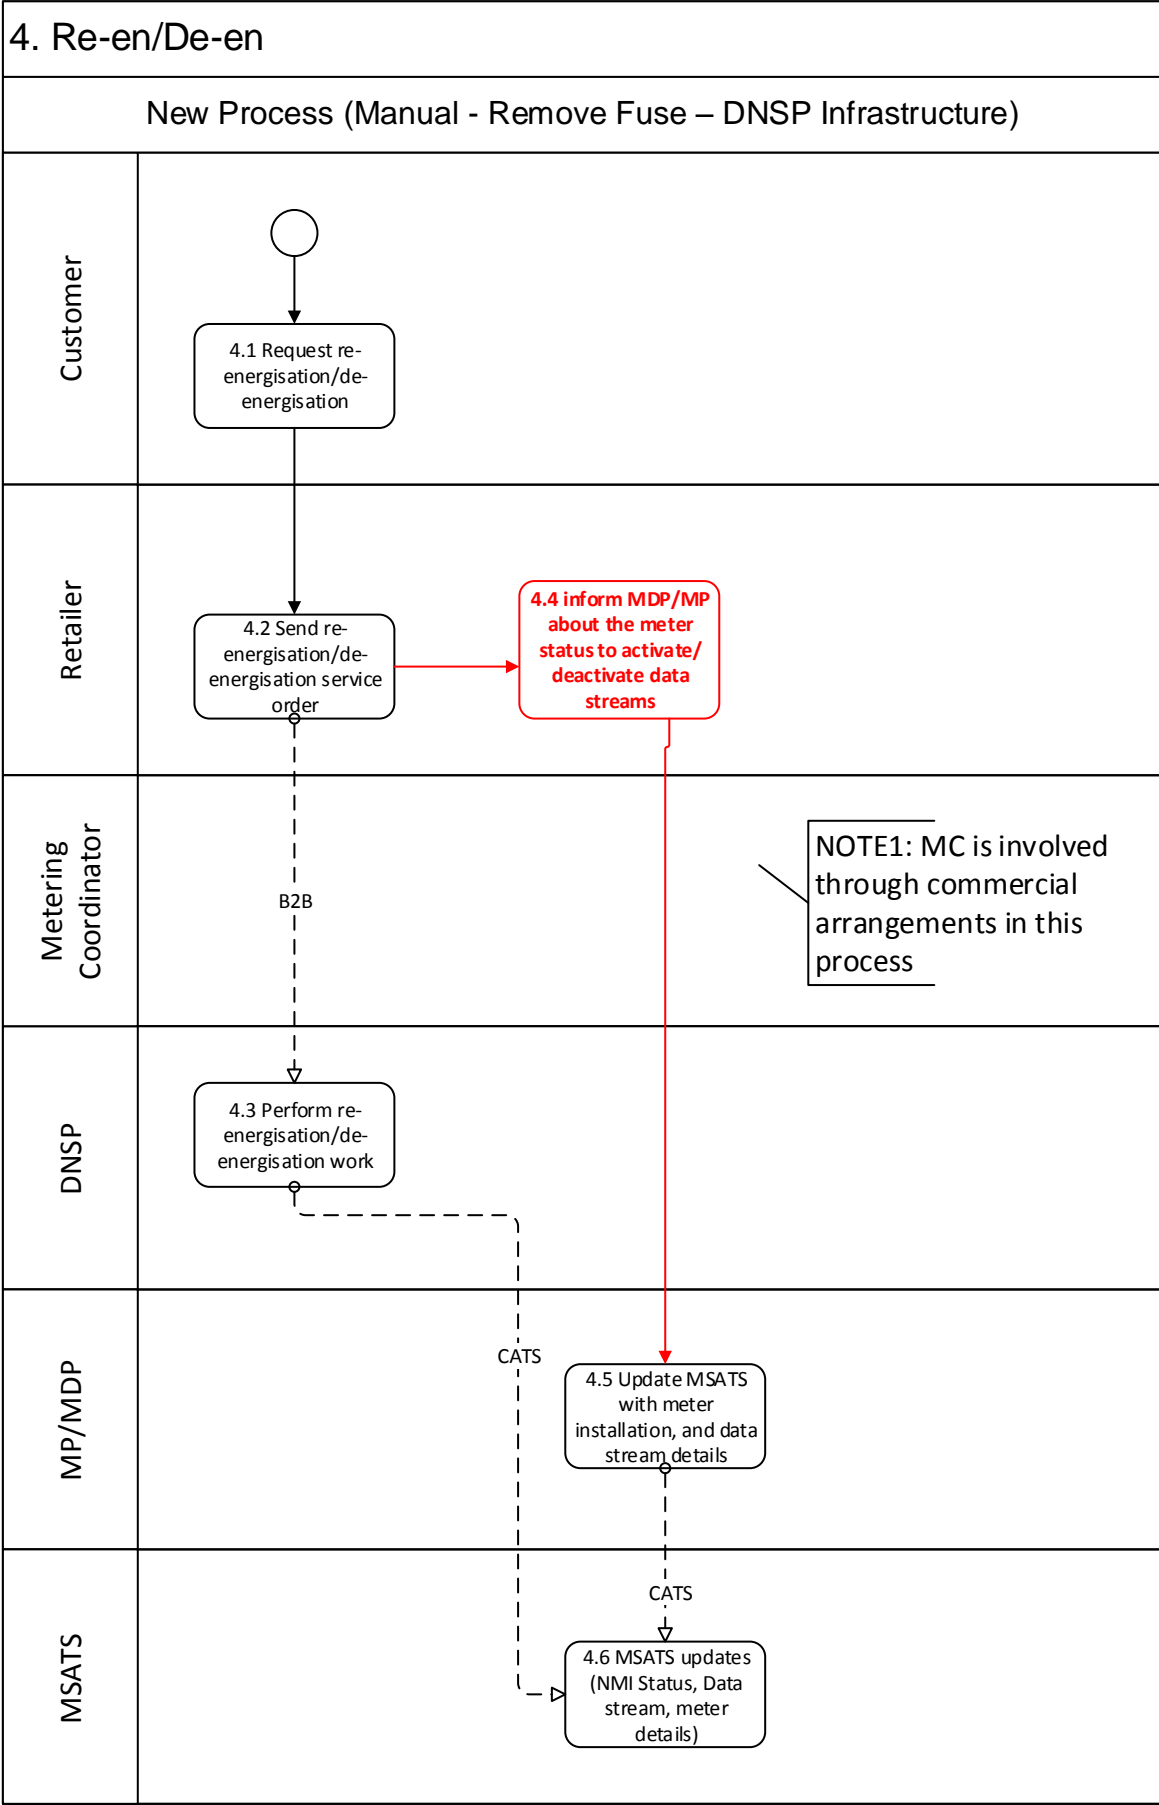 4. Re-en/De-en
New Process (Manual - Remove Fuse – DNSP Infrastructure)
Customer
4.1 Request re-
energisation/de-
energisation
Retailer
4.2 Send re-
energisation/de-
energisation service
order
4.4 inform MDP/MP
about the meter
status to activate/
deactivate data
streams
Metering
Coordinator
B2B
NOTE1: MC is involved
through commercial
arrangements in this
process
DNSP
4.3 Perform re-
energisation/de-
energisation work
MP/MDP
CATS
4.5 Update MSATS
with meter
installation, and data
stream details
MSATS
CATS
4.6 MSATS updates
(NMI Status, Data
stream, meter
details)